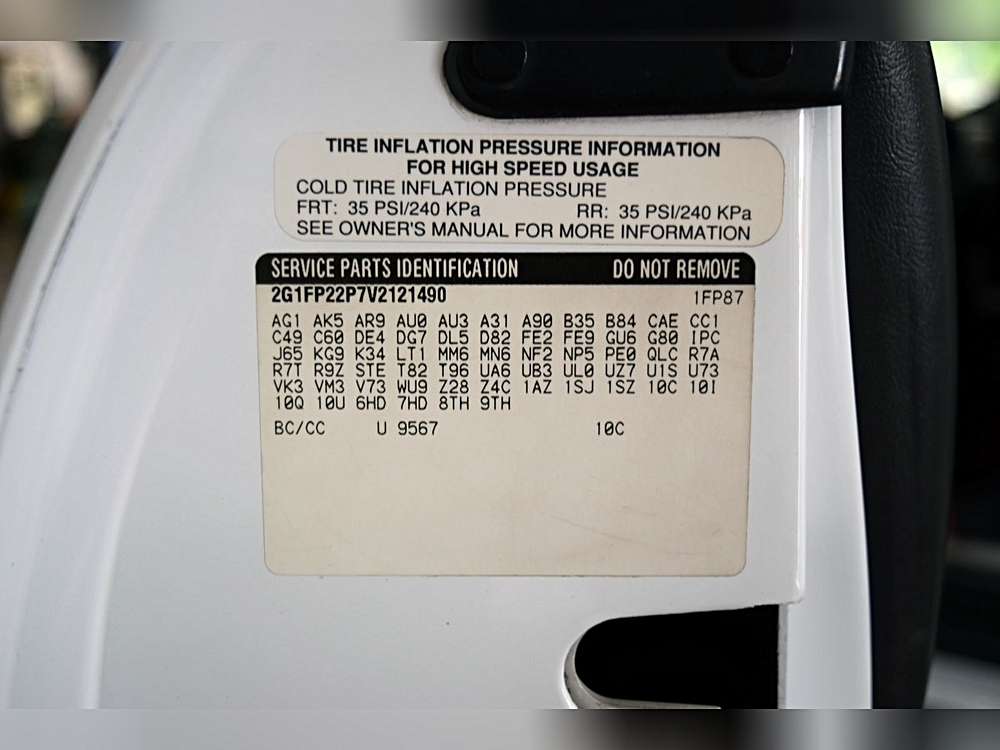 TIRE INFLATION PRESSURE INFORMATION
FOR HIGH SPEED USAGE
COLD TIRE INFLATION PRESSURE
FRT: 35 PSI/240 KPa RR: 35 PSI/240 KPa
SEE OWNER'S MANUAL FOR MORE INFORMATION
SERVICE PARTS IDENTIFICATION DO NOT REMOVE
2G1FP22P7V2121490 1FP87
AG1 AK5 AR9 AU0 AU3 A31 A90 B35 B84 CAE CC1
C49 C60 DE4 DG7 DL5 D82 FE2 FE9 GU6 G80 IPC
J65 KG9 K34 LT1 MM6 MN6 NF2 NP5 PE0 QLC R7A
R7T R9Z STE T82 T96 UA6 UB3 UL0 UZ7 U1S U73
VK3 VM3 V73 WU9 Z28 Z4C 1AZ 1SJ 1SZ 10C 10I
10Q 10U 6HD 7HD 8TH 9TH
BC/CC U 9567 10C